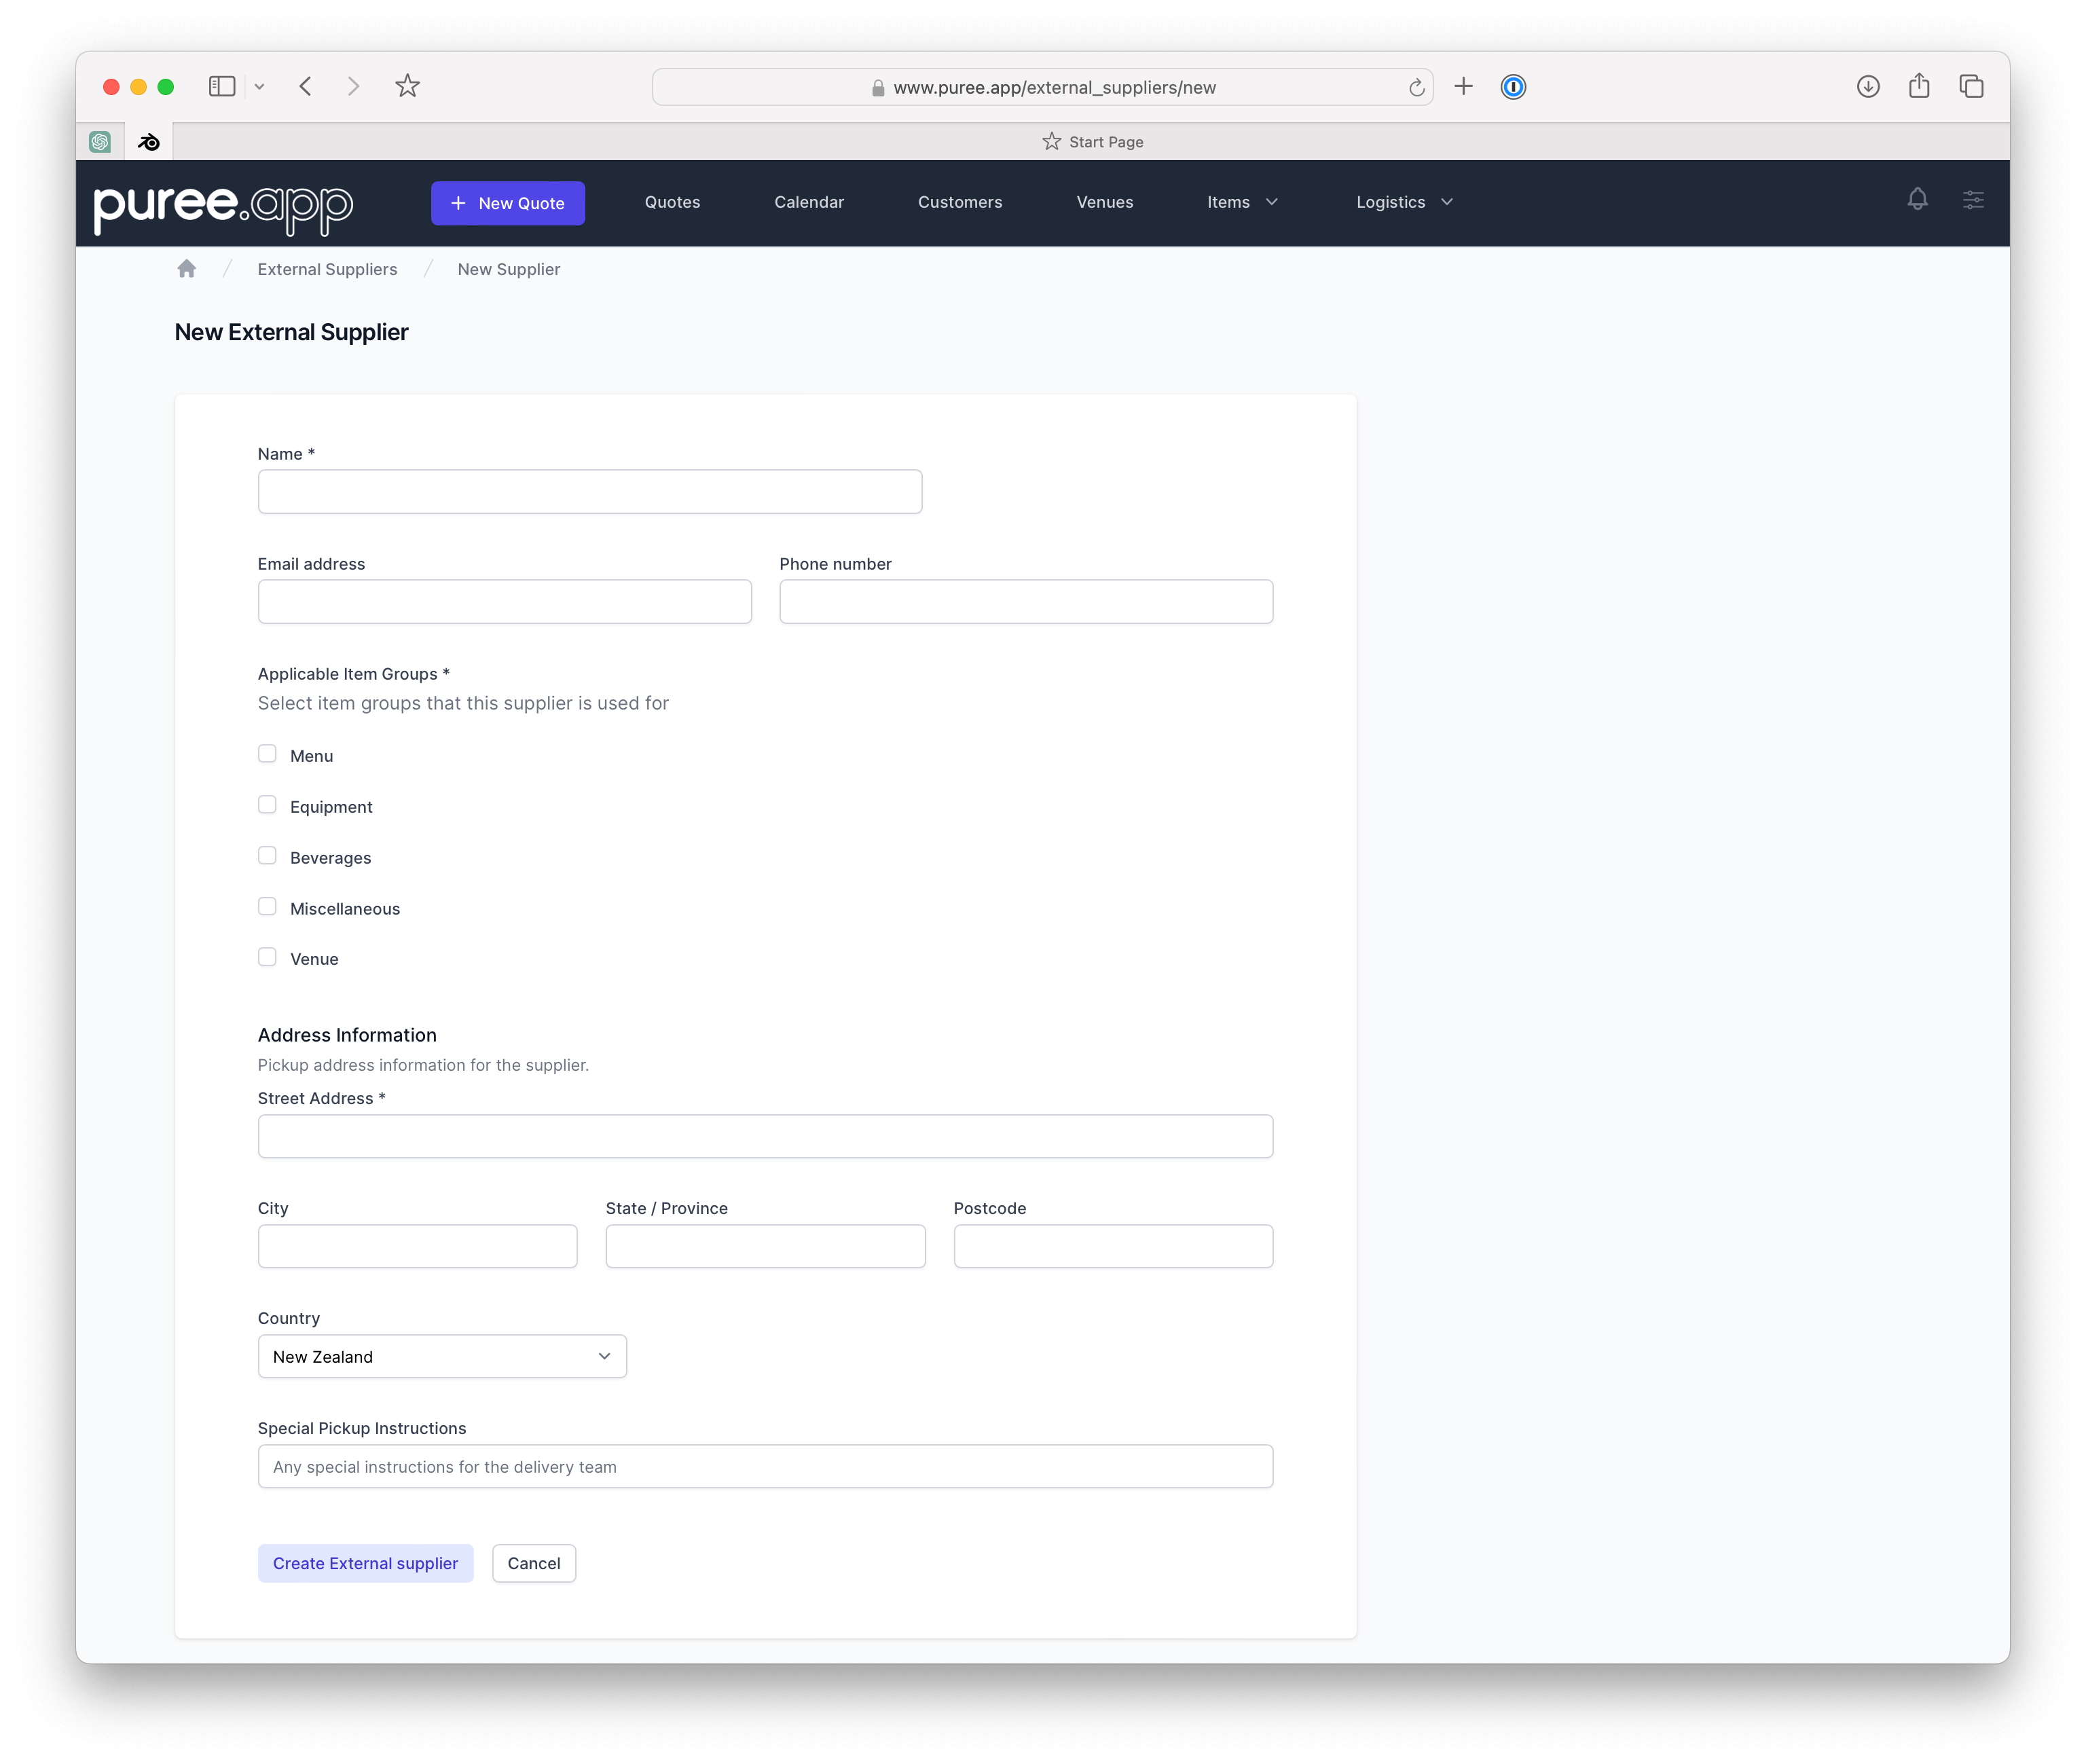 www.puree.app/external_suppliers/new
Start Page
puree.app
New Quote
Quotes
Calendar
Customers
Venues
Items
Logistics
External Suppliers / New Supplier
New External Supplier
Name *
Email address
Phone number
Applicable Item Groups *
Select item groups that this supplier is used for
Menu
Equipment
Beverages
Miscellaneous
Venue
Address Information
Pickup address information for the supplier.
Street Address *
City
State / Province
Postcode
Country
New Zealand
Special Pickup Instructions
Any special instructions for the delivery team
Create External supplier
Cancel